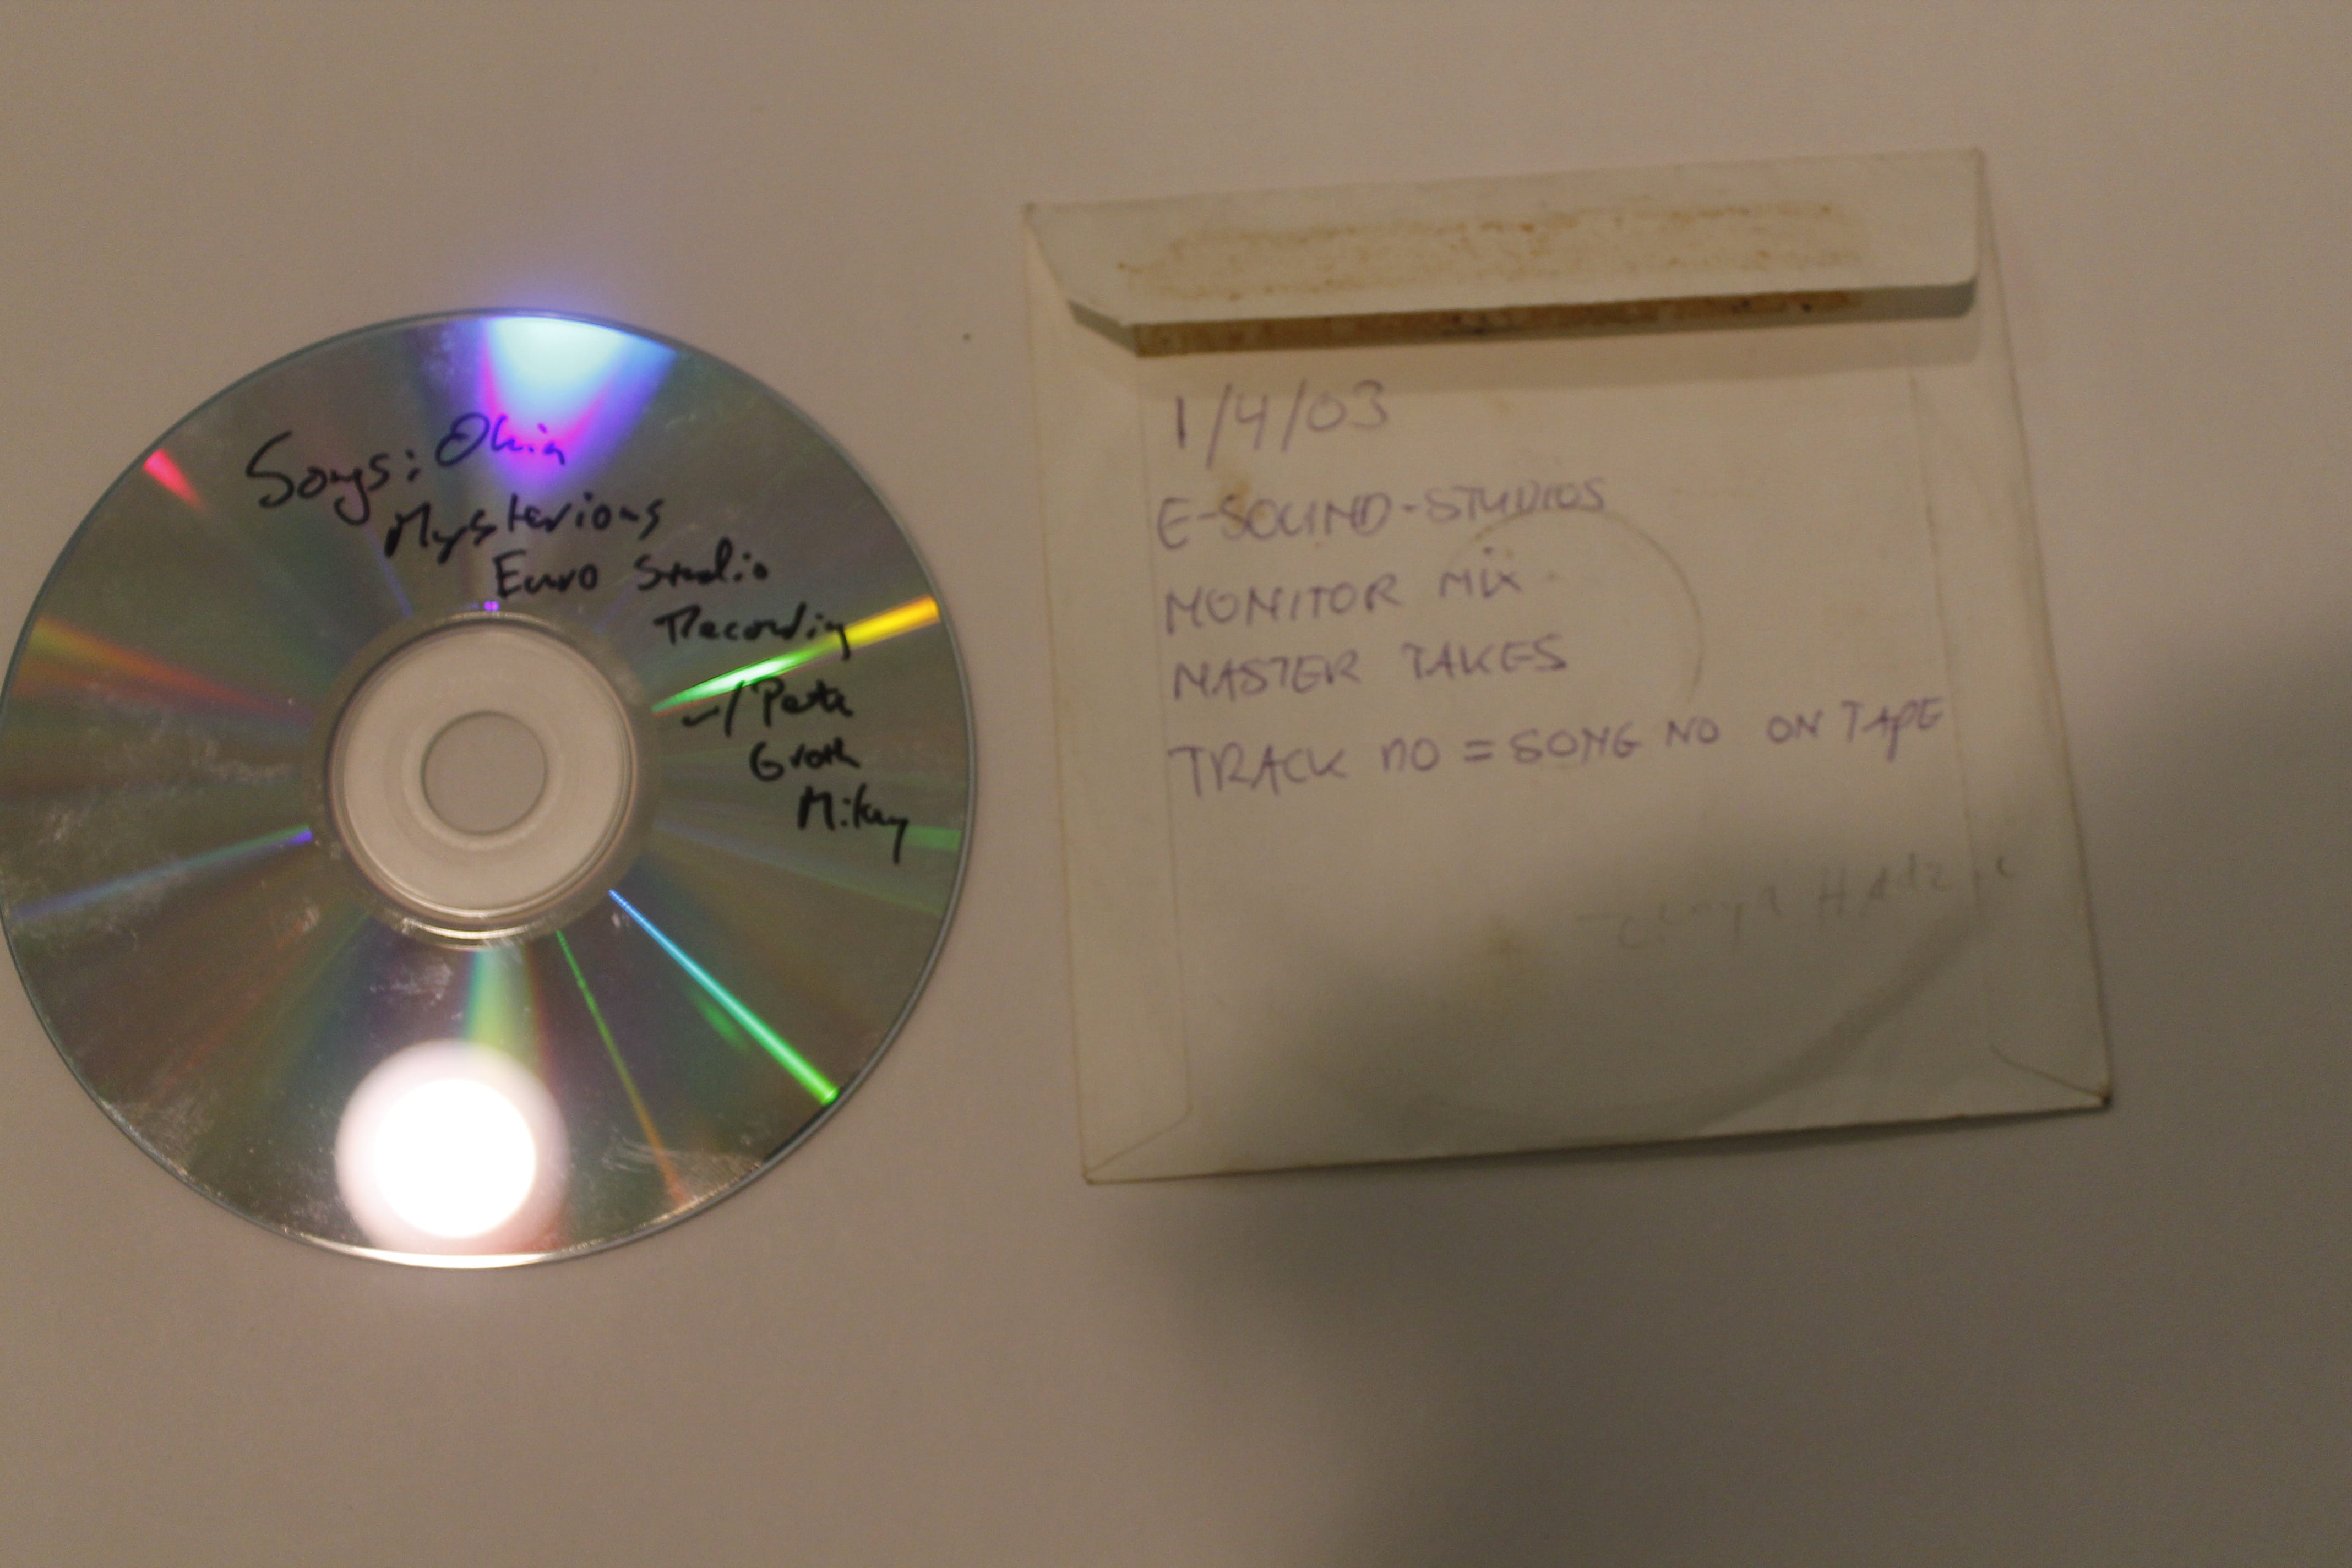 Songs: Ohia
Mysterious
Euro Studio
Recording
w/ Peeta
Groth
Mikey
1/4/03
E-SOUND-STUDIOS
MONITOR MIX
MASTER TAKES
TRACK NO = SONG NO ON TAPE